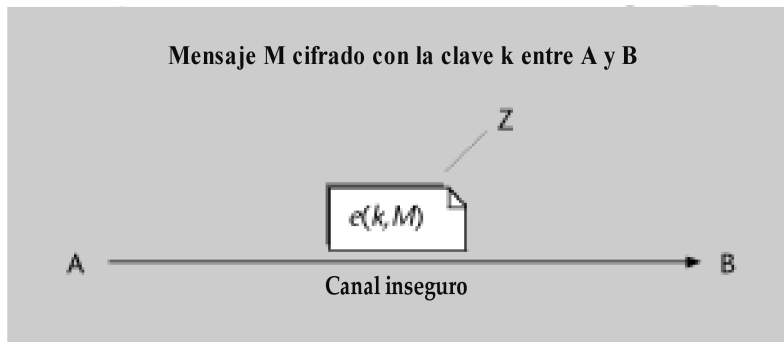 Mensaje M cifrado con la clave k entre A y B
Z
e(k,M)
A
B
Canal inseguro